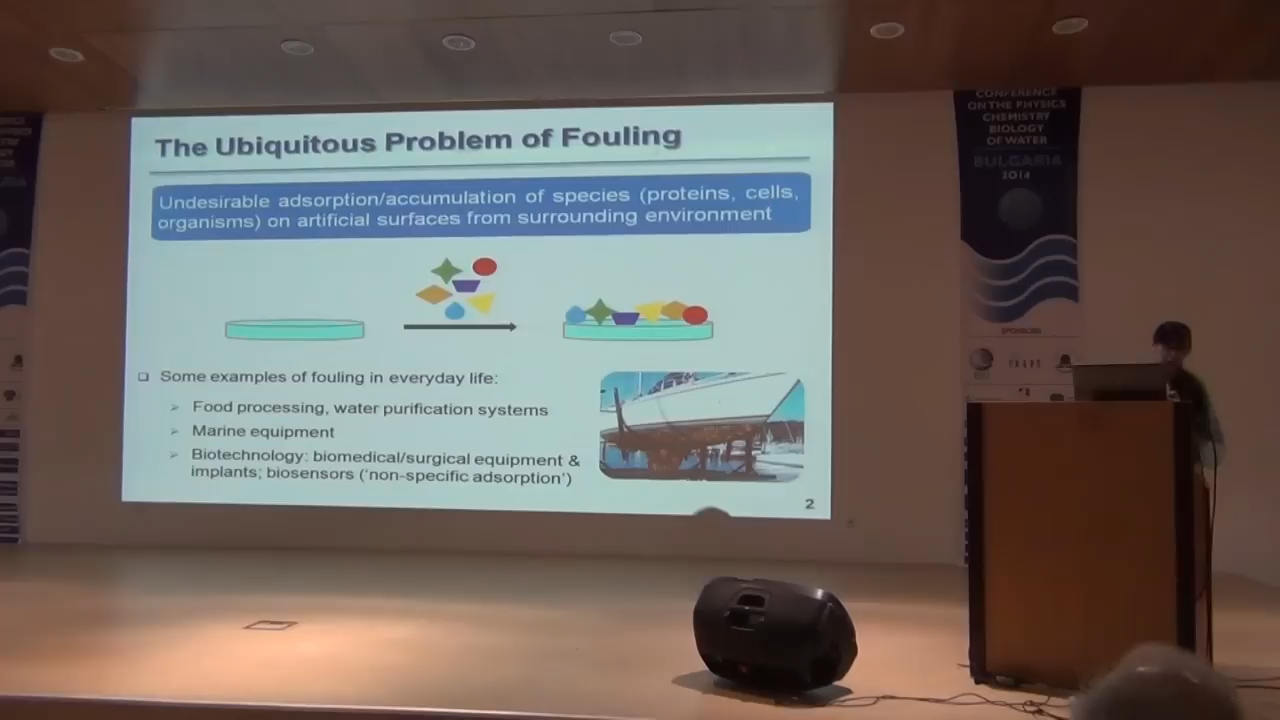 The Ubiquitous Problem of Fouling
Undesirable adsorption/accumulation of species (proteins, cells,
organisms) on artificial surfaces from surrounding environment
Some examples of fouling in everyday life:
Food processing, water purification systems
Marine equipment
Biotechnology: biomedical/surgical equipment &
implants; biosensors (‘non-specific adsorption’)
2
CONFERENCE
ON THE PHYSICS
CHEMISTRY
BIOLOGY
OF WATER
BULGARIA
2014
SPONSORS